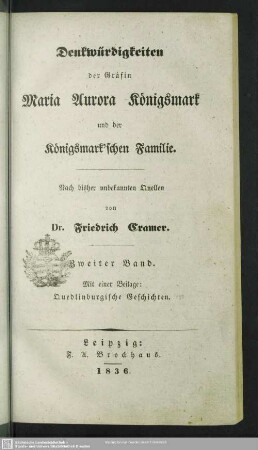 Denkwürdigkeiten
der Gräfin
Maria Aurora Königsmark
und der
Königsmark'schen Familie.
Nach bisher unbekannten Quellen
von
Dr. Friedrich Cramer.
Zweiter Band.
Mit einer Beilage:
Quedlinburgische Geschichten.
Leipzig:
F. A. Brockhaus.
1836.